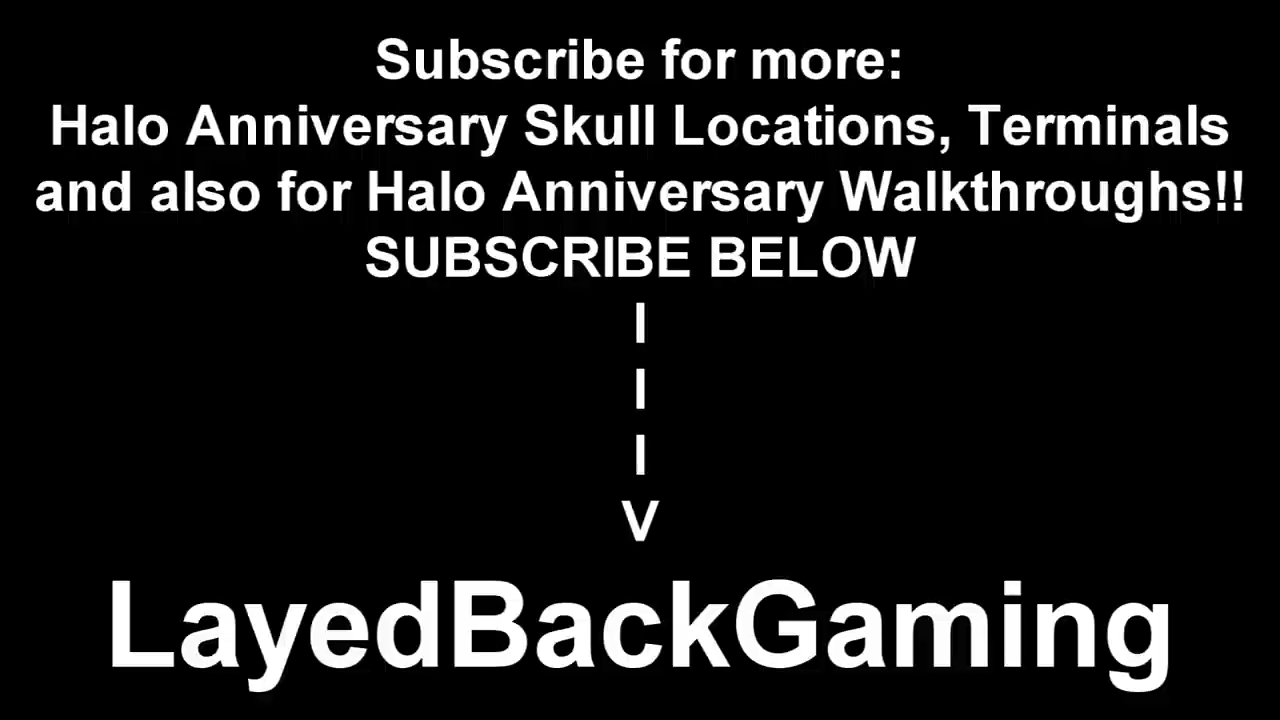 Subscribe for more:
Halo Anniversary Skull Locations, Terminals
and also for Halo Anniversary Walkthroughs!!
SUBSCRIBE BELOW
I
I
I
V
LayedBackGaming